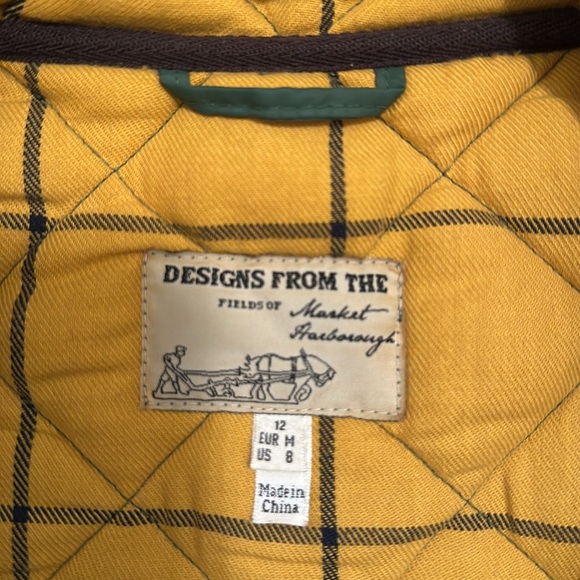 DESIGNS FROM THE
FIELDS OF Market
Harborough
12
EUR M
US 8
Made in
China